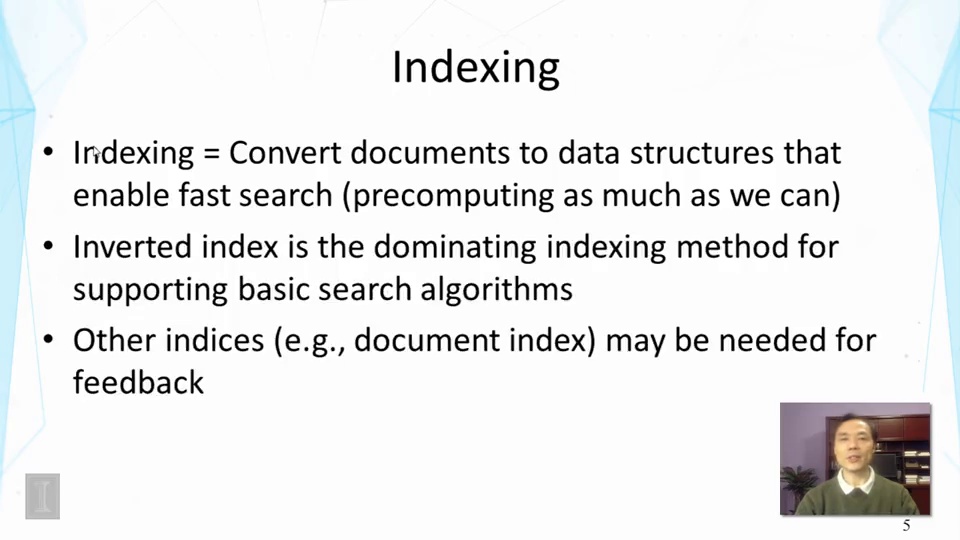 Indexing
• Indexing = Convert documents to data structures that
enable fast search (precomputing as much as we can)
• Inverted index is the dominating indexing method for
supporting basic search algorithms
• Other indices (e.g., document index) may be needed for
feedback
I
5